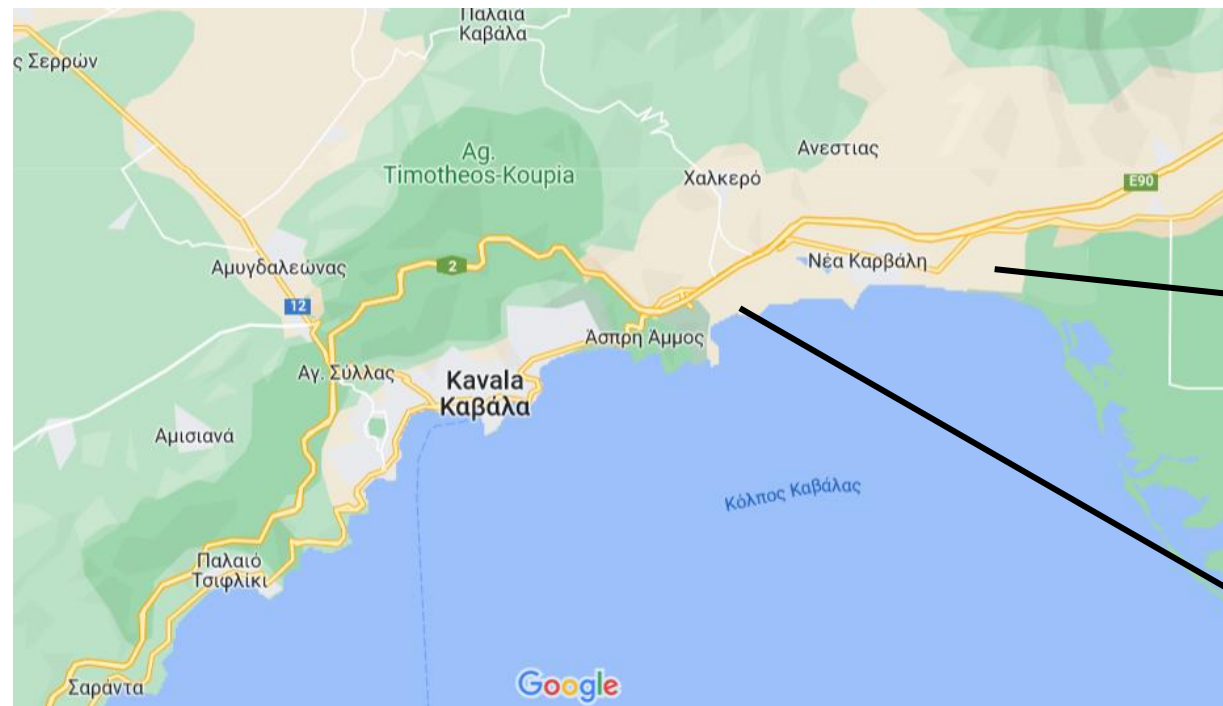 Παλαιά
Καβάλα
ς Σερρών
Ag.
Timotheos-Koupia
Ανεστιας
Χαλκερό
E90
Αμυγδαλεώνας
2
Νέα Καρβάλη
12
Άσπρη Άμμος
Αγ. Σύλλας
Kavala
Καβάλα
Αμισιανά
Κόλπος Καβάλας
Παλαιό
Τσιφλίκι
Σαράντα
Google